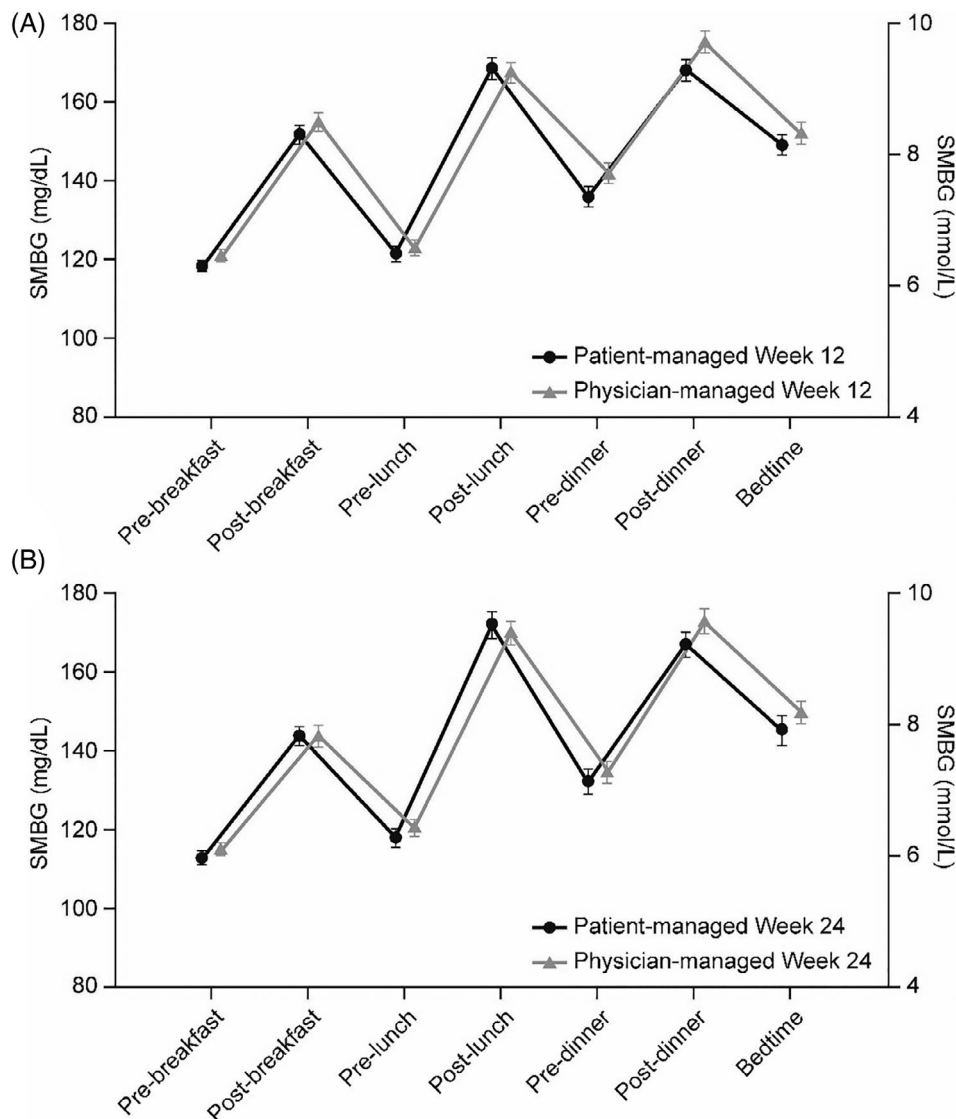 (A)
180
160
140
120
100
80
SMBG (mg/dL)
10
8
6
4
SMBG (mmol/L)
Patient-managed Week 12
Physician-managed Week 12
Pre-breakfast
Post-breakfast
Pre-lunch
Post-lunch
Pre-dinner
Post-dinner
Bedtime
(B)
180
160
140
120
100
80
SMBG (mg/dL)
10
8
6
4
SMBG (mmol/L)
Patient-managed Week 24
Physician-managed Week 24
Pre-breakfast
Post-breakfast
Pre-lunch
Post-lunch
Pre-dinner
Post-dinner
Bedtime